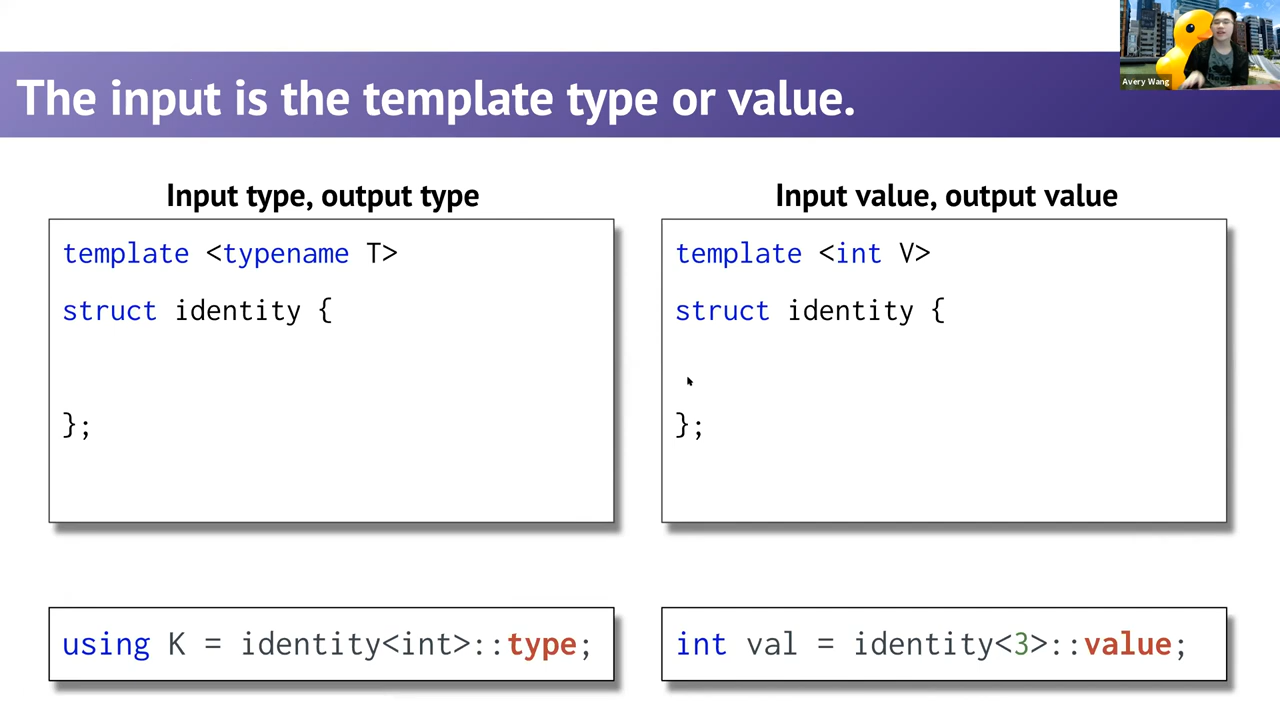 Avery Wang
The input is the template type or value.
Input type, output type
template <typename T>
struct identity {
};
using K = identity<int>::type;
Input value, output value
template <int V>
struct identity {
};
int val = identity<3>::value;